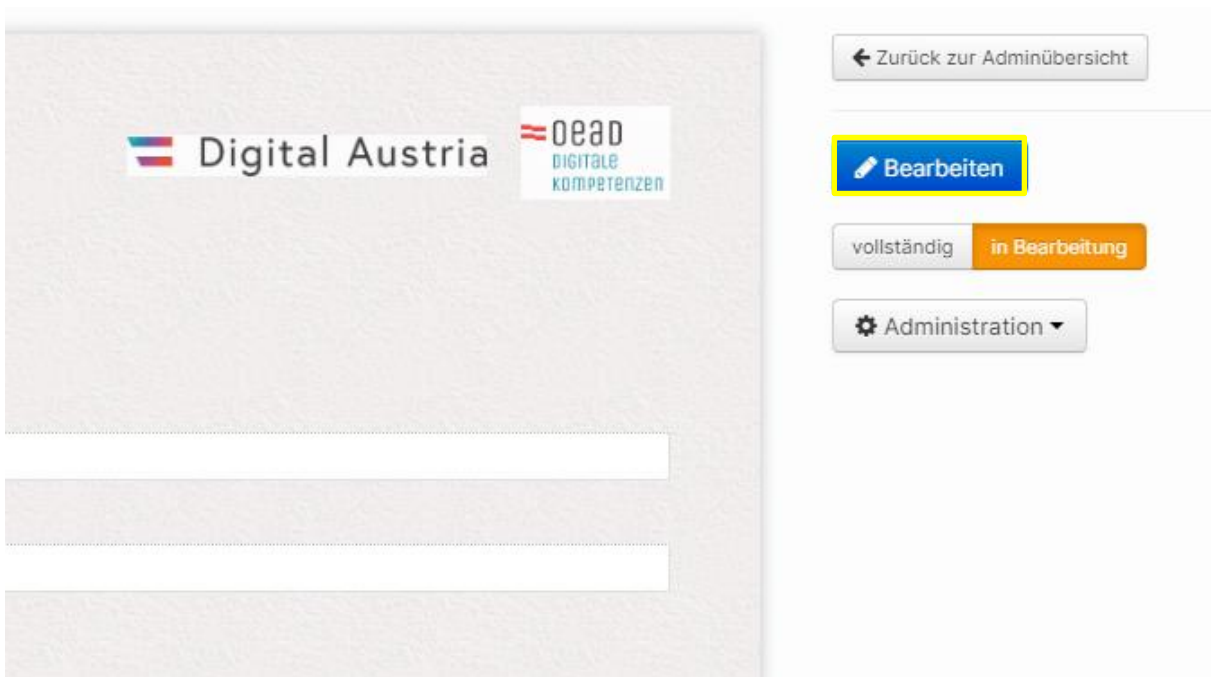 Zurück zur Adminübersicht
Digital Austria
oead
DIGITALE
KOMPETENZEN
Bearbeiten
vollständig
in Bearbeitung
Administration